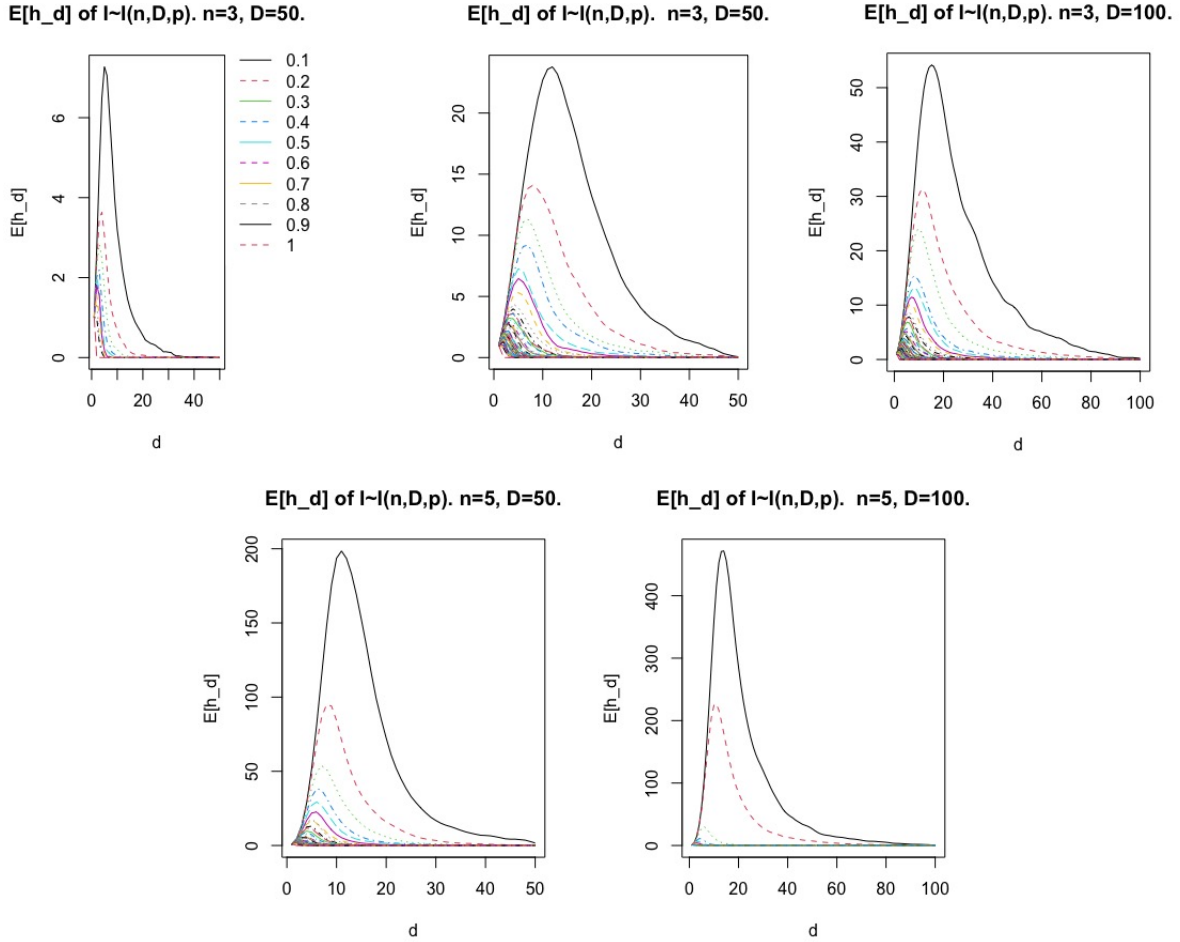 E[h_d] of I~I(n,D,p). n=3, D=50.
E[h_d]
6
4
2
0
0 20 40
d
0.1
0.2
0.3
0.4
0.5
0.6
0.7
0.8
0.9
1
E[h_d] of I~I(n,D,p). n=3, D=50.
E[h_d]
20
15
10
5
0
0 10 20 30 40 50
d
E[h_d] of I~I(n,D,p). n=3, D=100.
E[h_d]
50
40
30
20
10
0
0 20 40 60 80 100
d
E[h_d] of I~I(n,D,p). n=5, D=50.
E[h_d]
200
150
100
50
0
0 10 20 30 40 50
d
E[h_d] of I~I(n,D,p). n=5, D=100.
E[h_d]
400
300
200
100
0
0 20 40 60 80 100
d